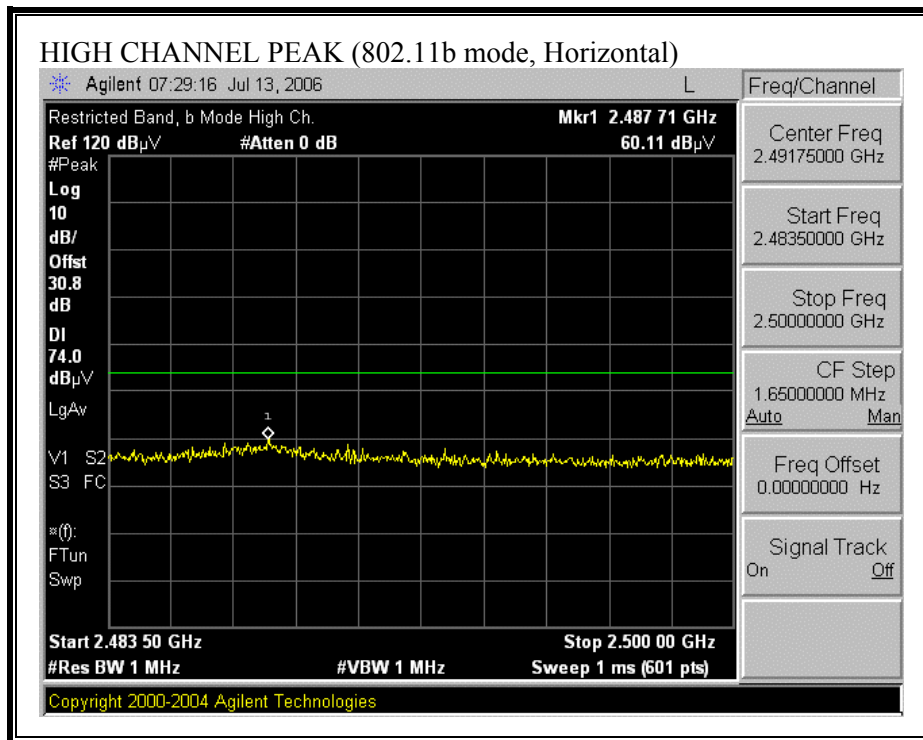 HIGH CHANNEL PEAK (802.11b mode, Horizontal)
Agilent 07:29:16 Jul 13, 2006 L
Freq/Channel
Restricted Band, b Mode High Ch. Mkr1 2.487 71 GHz
Ref 120 dBµV #Atten 0 dB 60.11 dBµV
#Peak
Log
10
dB/
Offst
30.8
dB
DI
74.0
dBµV
LgAv
1
V1 S2
S3 FC
¤(f):
FTun
Swp
Start 2.483 50 GHz Stop 2.500 00 GHz
#Res BW 1 MHz #VBW 1 MHz Sweep 1 ms (601 pts)
Center Freq
2.49175000 GHz
Start Freq
2.48350000 GHz
Stop Freq
2.50000000 GHz
CF Step
1.65000000 MHz
Auto Man
Freq Offset
0.00000000 Hz
Signal Track
On Off
Copyright 2000-2004 Agilent Technologies